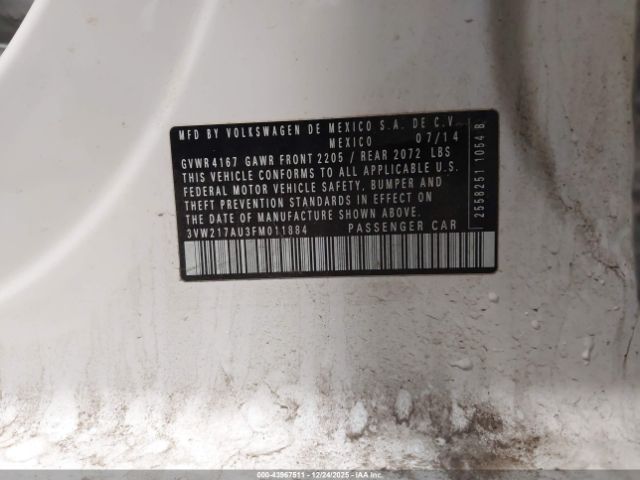 MFD BY VOLKSWAGEN DE MEXICO S.A. DE C.V.
MEXICO 07/14
GVWR4167 GAWR FRONT 2205 / REAR 2072 LBS
THIS VEHICLE CONFORMS TO ALL APPLICABLE U.S.
FEDERAL MOTOR VEHICLE SAFETY, BUMPER AND
THEFT PREVENTION STANDARDS IN EFFECT ON
THE DATE OF MANUFACTURE SHOWN ABOVE.
3VW217AU3FM011884 PASSENGER CAR
2558251 1054 B
000-43967511 - 12/24/2025 - IAAI.COM